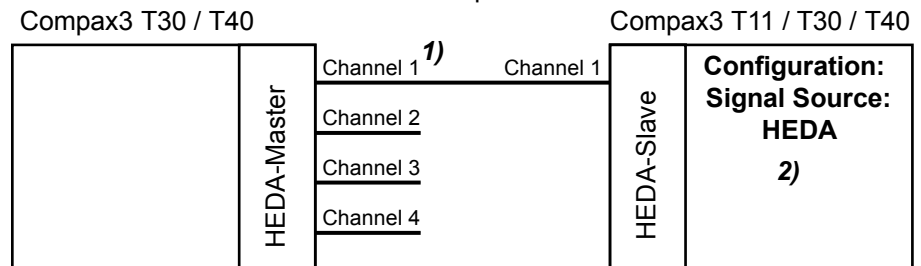 Compax3 T30 / T40
Compax3 T11 / T30 / T40
HEDA-Master
Channel 1
1)
Channel 1
Channel 2
Channel 3
Channel 4
HEDA-Slave
Configuration:
Signal Source:
HEDA
2)